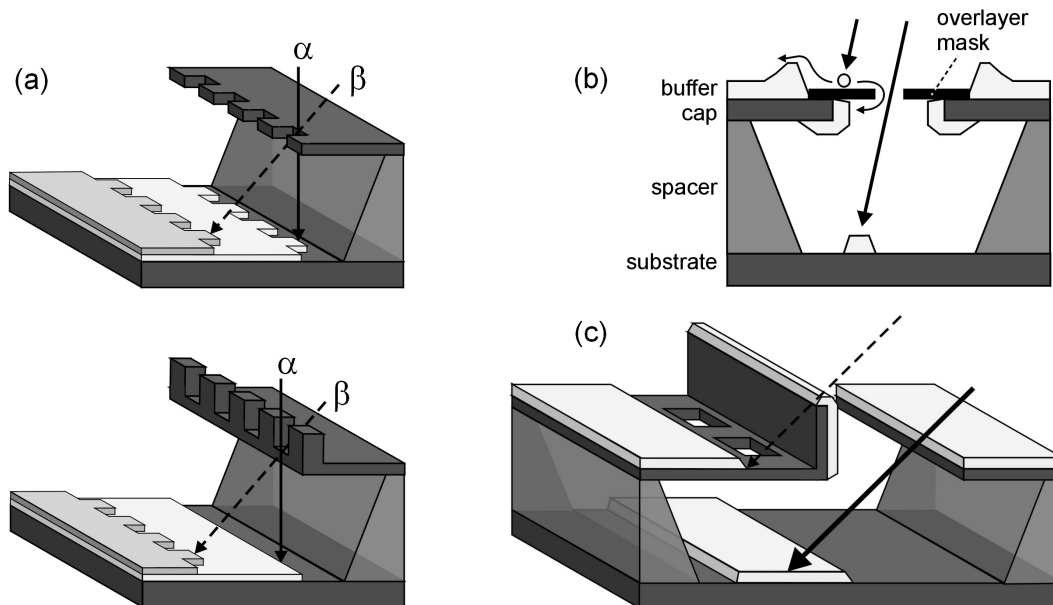 (a)
α
β
(b)
overlayer
mask
buffer
cap
spacer
substrate
α
β
(c)